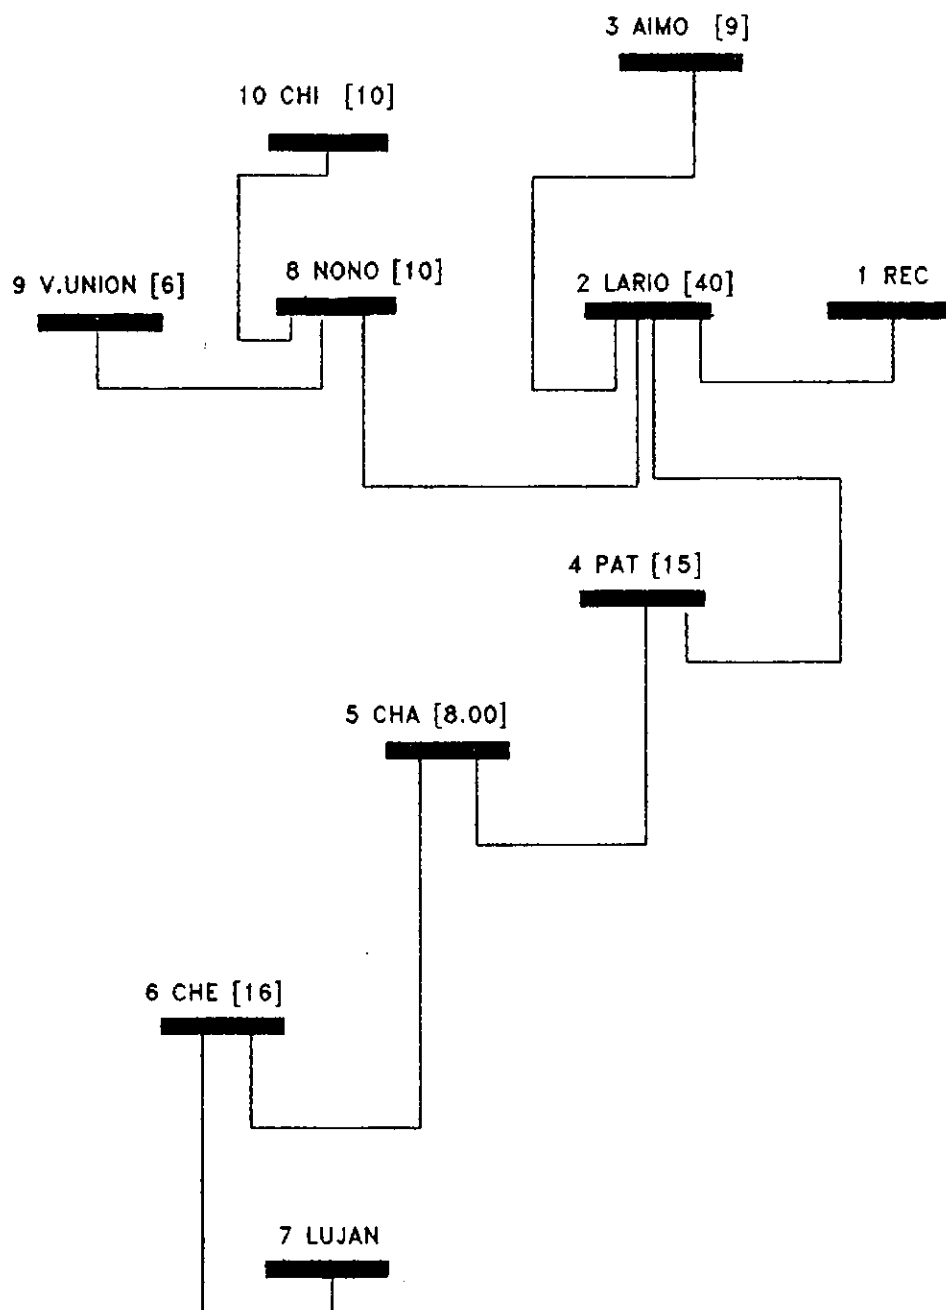 3 AIMO [9]
10 CHI [10]
9 V.UNION [6]
8 NONO [10]
2 LARIO [40]
1 REC
4 PAT [15]
5 CHA [8.00]
6 CHE [16]
7 LUJAN